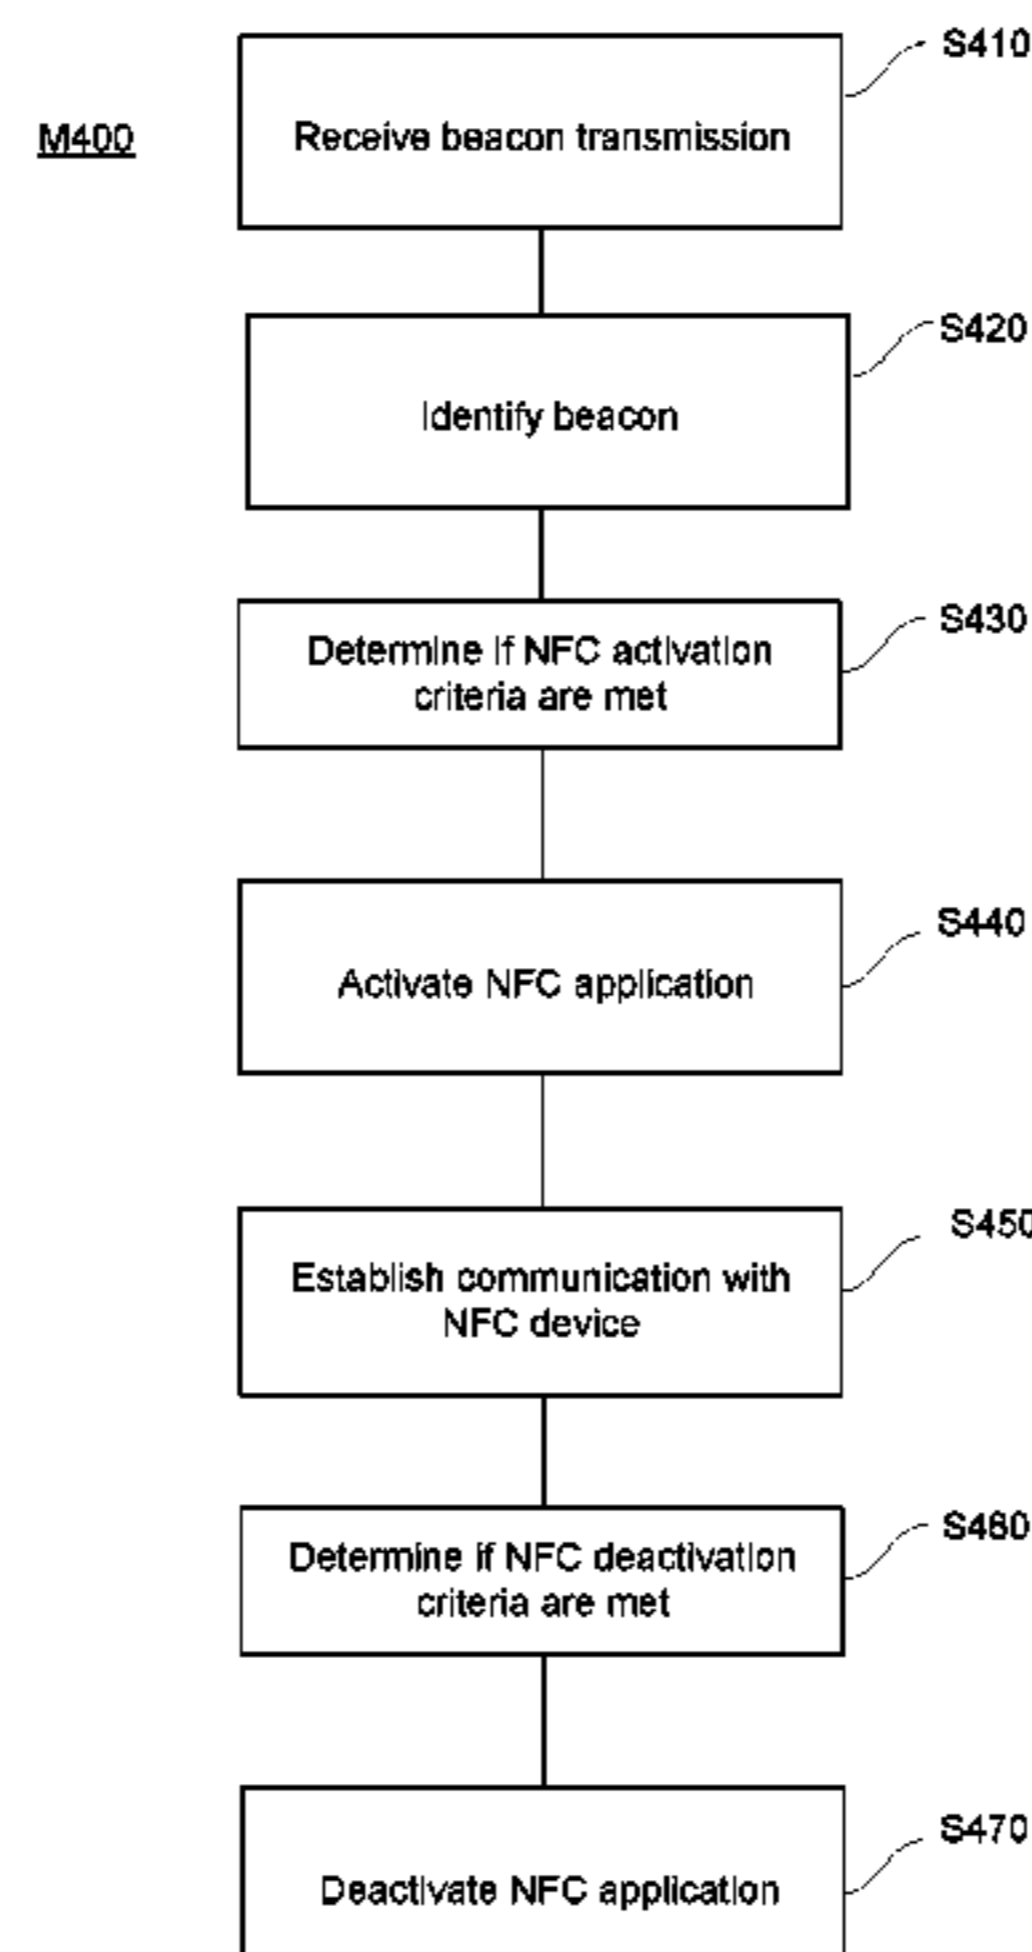 M400
Receive beacon transmission
S410
Identify beacon
S420
Determine if NFC activation
criteria are met
S430
Activate NFC application
S440
Establish communication with
NFC device
S450
Determine if NFC deactivation
criteria are met
S460
Deactivate NFC application
S470